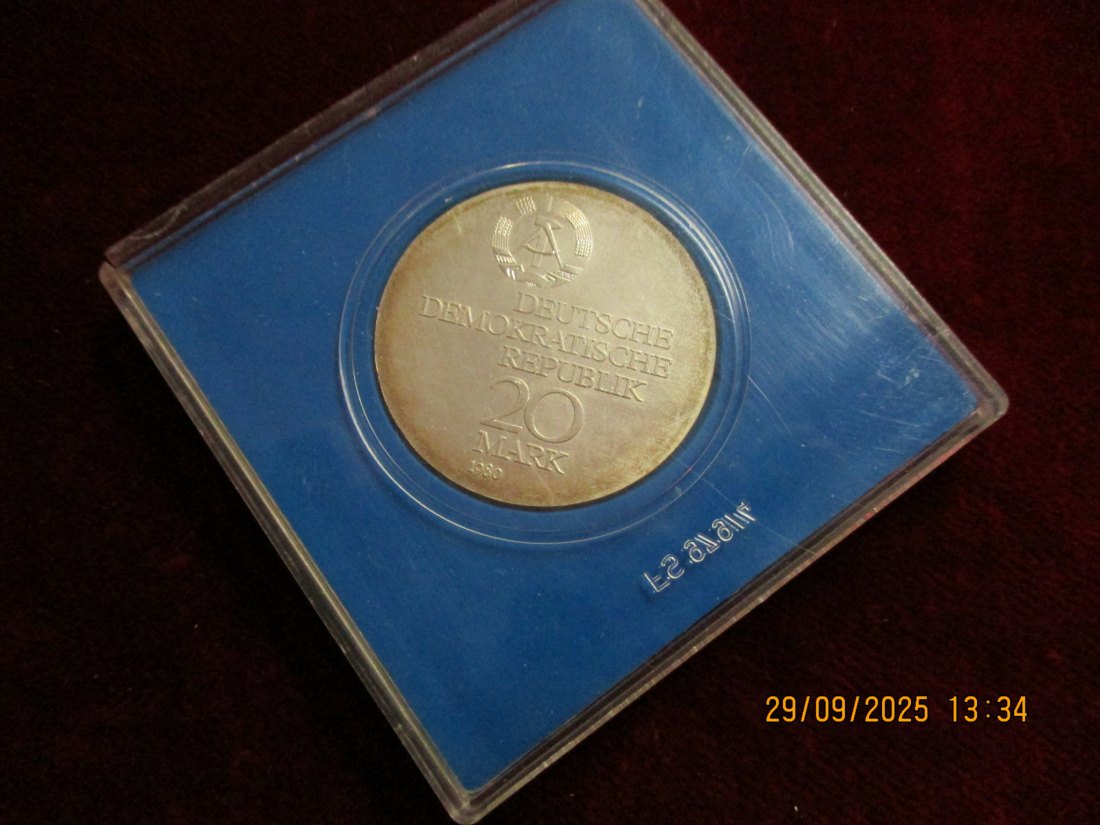 DEUTSCHE
DEMOKRATISCHE
REPUBLIK
20
MARK
1980
29/09/2025 13:34